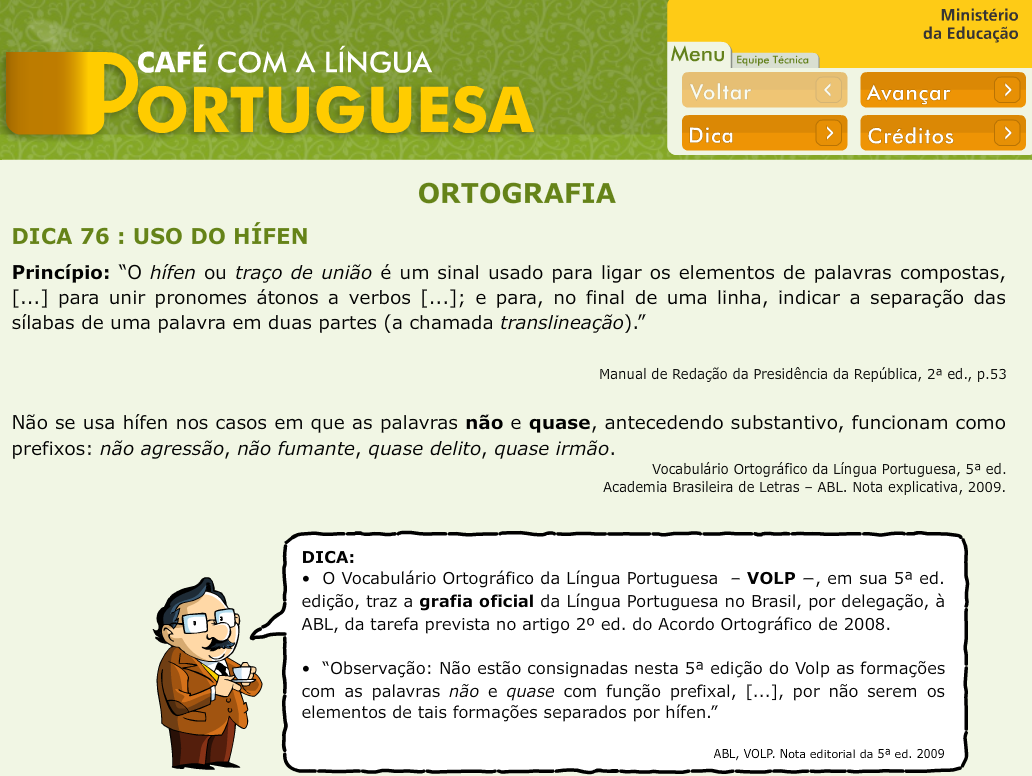 Ministério
da Educação
CAFÉ COM A LÍNGUA
PORTUGUESA
Menu
Equipe Técnica
Voltar
Avançar
Dica
Créditos
ORTOGRAFIA
DICA 76 : USO DO HÍFEN
Princípio: “O hífen ou traço de união é um sinal usado para ligar os elementos de palavras compostas,
[...] para unir pronomes átonos a verbos [...]; e para, no final de uma linha, indicar a separação das
sílabas de uma palavra em duas partes (a chamada translineação).”
Manual de Redação da Presidência da República, 2ª ed., p.53
Não se usa hífen nos casos em que as palavras não e quase, antecedendo substantivo, funcionam como
prefixos: não agressão, não fumante, quase delito, quase irmão.
Vocabulário Ortográfico da Língua Portuguesa, 5ª ed.
Academia Brasileira de Letras – ABL. Nota explicativa, 2009.
DICA:
• O Vocabulário Ortográfico da Língua Portuguesa – VOLP −, em sua 5ª ed.
edição, traz a grafia oficial da Língua Portuguesa no Brasil, por delegação, à
ABL, da tarefa prevista no artigo 2º ed. do Acordo Ortográfico de 2008.
• “Observação: Não estão consignadas nesta 5ª edição do Volp as formações
com as palavras não e quase com função prefixal, [...], por não serem os
elementos de tais formações separados por hífen.”
ABL, VOLP. Nota editorial da 5ª ed. 2009